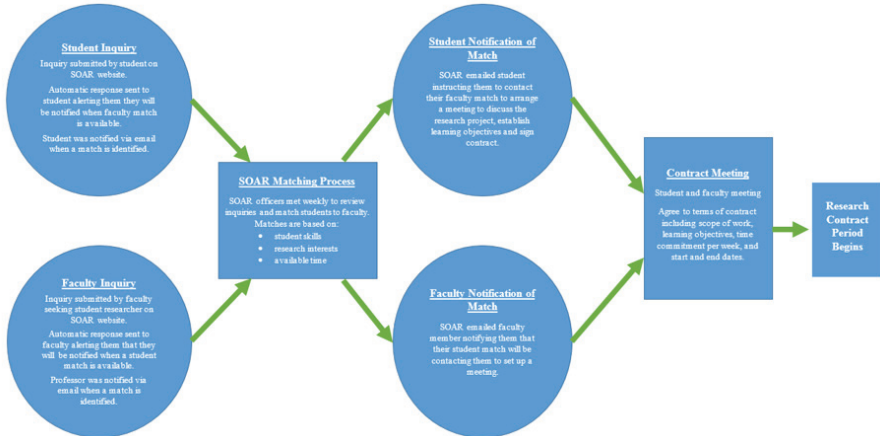 Student Inquiry
Inquiry submitted by student on
SOAR website.
Automatic response sent to
student alerting them they will
be notified when faculty match
is available.
Student was notified via email
when a match is identified.
Faculty Inquiry
Inquiry submitted by faculty
seeking student researcher on
SOAR website.
Automatic response sent to
faculty alerting them that they
will be notified when a student
match is available.
Professor was notified via
email when a match is
identified.
SOAR Matching Process
SOAR officers met weekly to review
inquiries and match students to faculty.
Matches are based on:
• student skills
• research interests
• available time
Student Notification of
Match
SOAR emailed student
instructing them to contact
their faculty match to arrange
a meeting to discuss the
research project, establish
learning objectives and sign
contract.
Faculty Notification of
Match
SOAR emailed faculty
member notifying them that
their student match will be
contacting them to set up a
meeting.
Contract Meeting
Student and faculty meeting
Agree to terms of contract
including scope of work,
learning objectives, time
commitment per week, and
start and end dates.
Research
Contract
Period
Begins